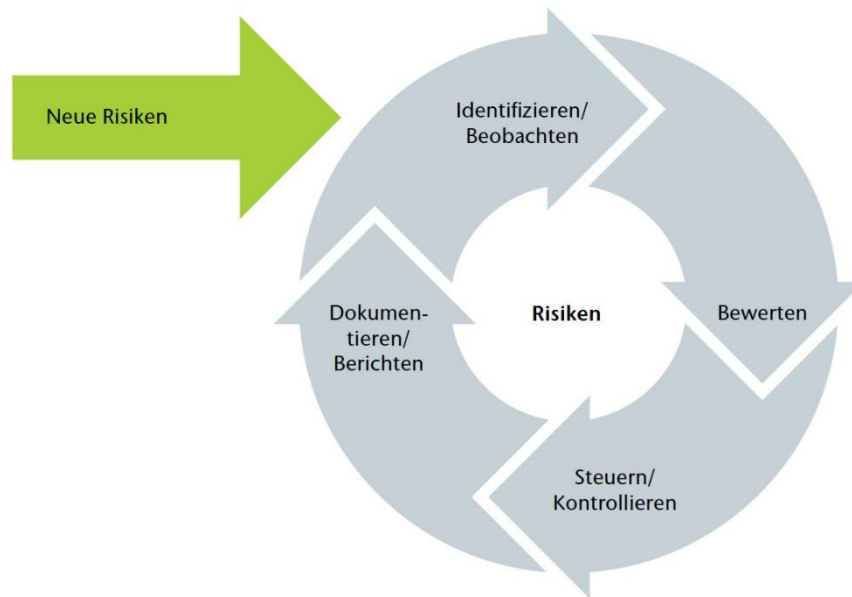 Neue Risiken
Identifizieren/
Beobachten
Bewerten
Steuern/
Kontrollieren
Dokumen-
tieren/
Berichten
Risiken